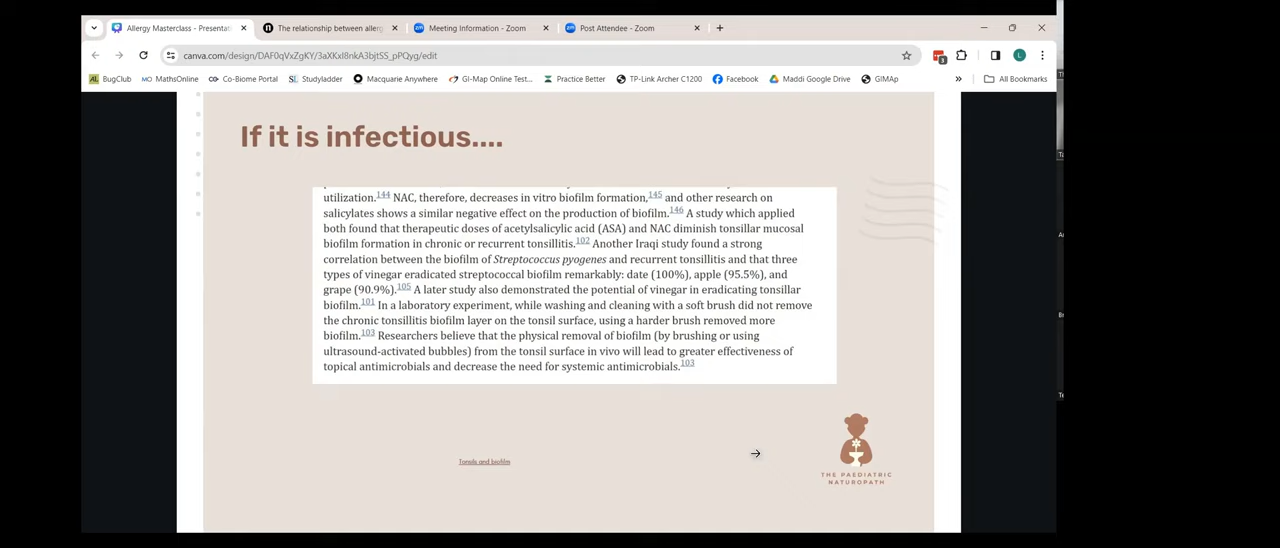 Allergy Masterclass - Presentati
The relationship between allerg
Meeting Information - Zoom
Post Attendee - Zoom
canva.com/design/DAF0qVxZgKY/3aXKxI8nkA3bjtSS_pPQyg/edit
BugClub
MathsOnline
Co-Biome Portal
Studyladder
Macquarie Anywhere
GI-Map Online Test...
Practice Better
TP-Link Archer C1200
Facebook
Maddi Google Drive
GIMAp
All Bookmarks
If it is infectious....
utilization.144 NAC, therefore, decreases in vitro biofilm formation,145 and other research on
salicylates shows a similar negative effect on the production of biofilm.146 A study which applied
both found that therapeutic doses of acetylsalicylic acid (ASA) and NAC diminish tonsillar mucosal
biofilm formation in chronic or recurrent tonsillitis.102 Another Iraqi study found a strong
correlation between the biofilm of Streptococcus pyogenes and recurrent tonsillitis and that three
types of vinegar eradicated streptococcal biofilm remarkably: date (100%), apple (95.5%), and
grape (90.9%).105 A later study also demonstrated the potential of vinegar in eradicating tonsillar
biofilm.101 In a laboratory experiment, while washing and cleaning with a soft brush did not remove
the chronic tonsillitis biofilm layer on the tonsil surface, using a harder brush removed more
biofilm.103 Researchers believe that the physical removal of biofilm (by brushing or using
ultrasound-activated bubbles) from the tonsil surface in vivo will lead to greater effectiveness of
topical antimicrobials and decrease the need for systemic antimicrobials.103
Tonsils and biofilm
THE PAEDIATRIC
NATUROPATH